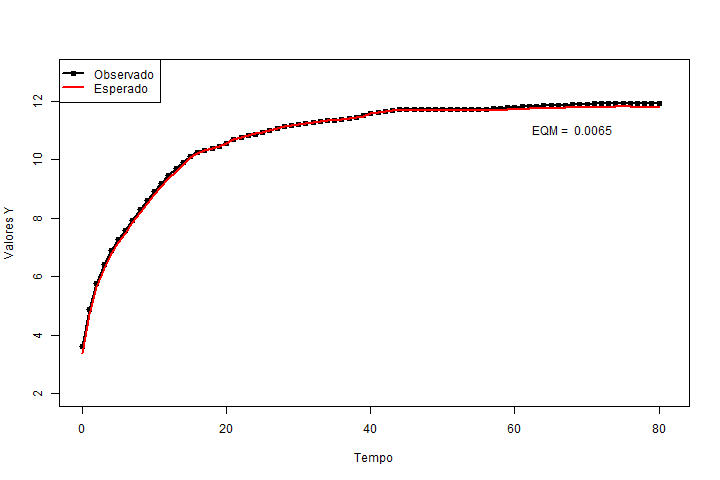 Observado
Esperado
EQM = 0.0065
Valores Y
12
10
8
6
4
2
0 20 40 60 80
Tempo